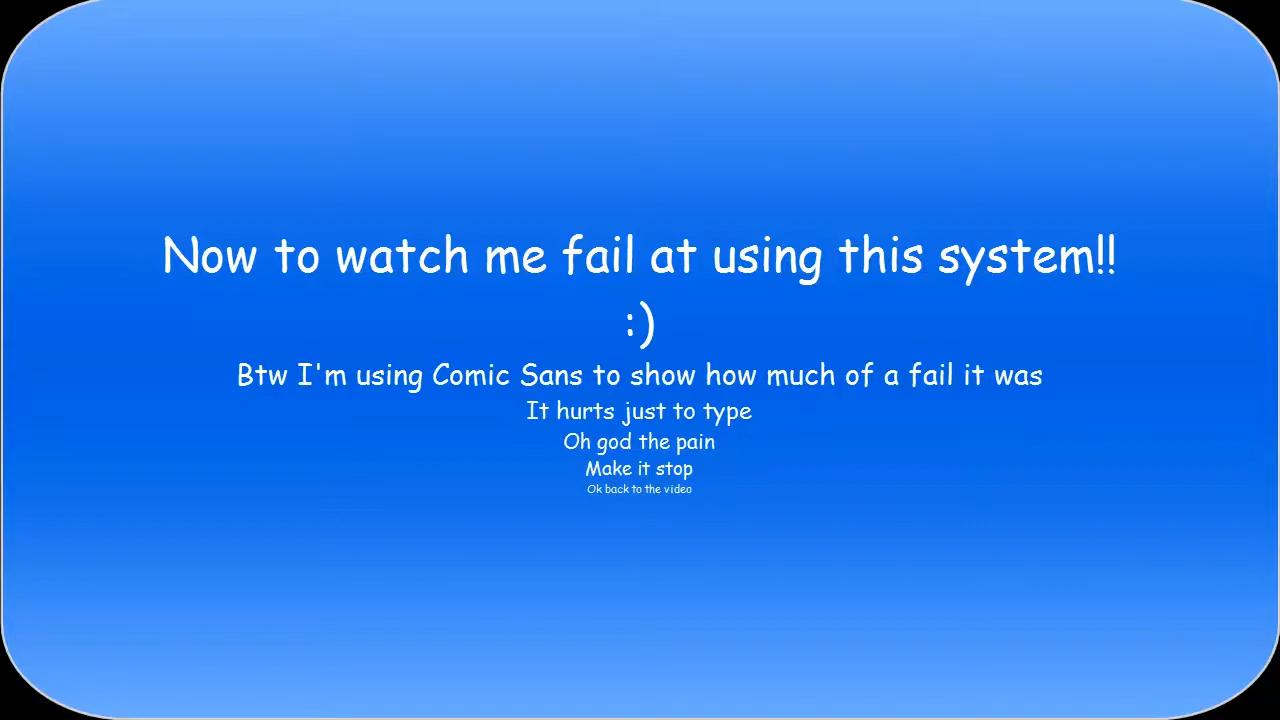 Now to watch me fail at using this system!!
:)
Btw I'm using Comic Sans to show how much of a fail it was
It hurts just to type
Oh god the pain
Make it stop
Ok back to the video